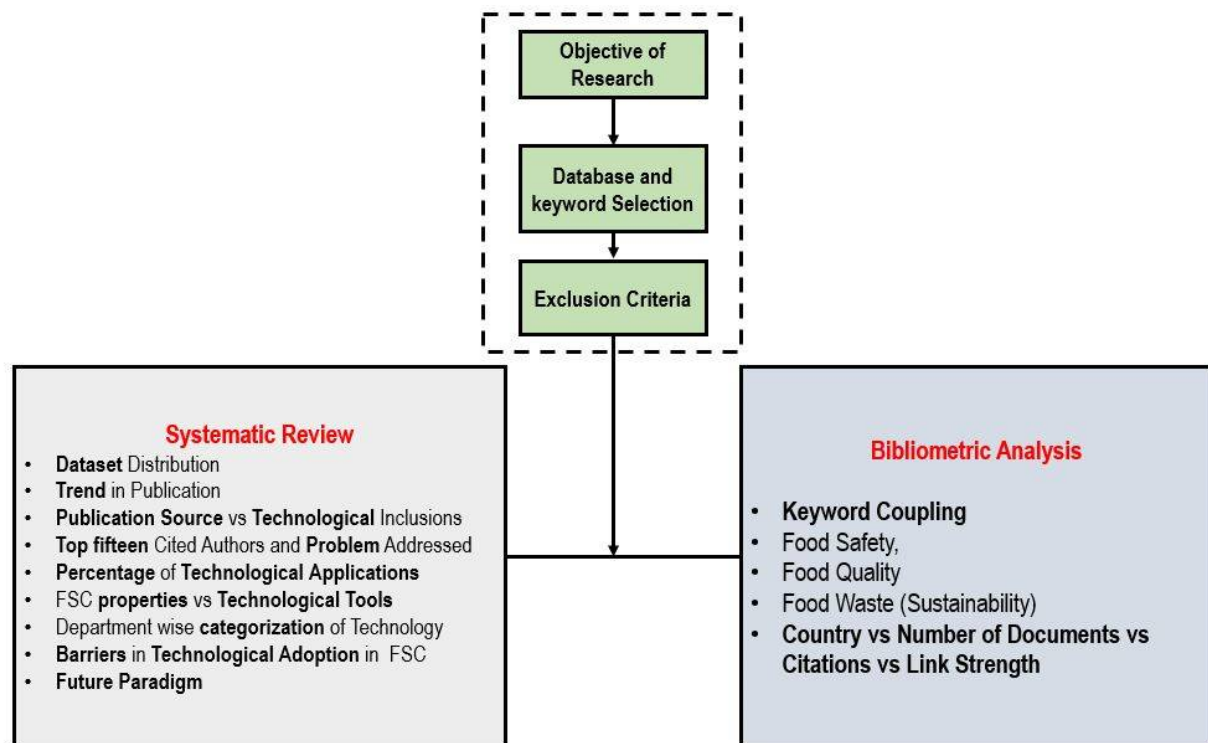 Objective of
Research
Database and
keyword Selection
Exclusion Criteria
Systematic Review
• Dataset Distribution
• Trend in Publication
• Publication Source vs Technological Inclusions
• Top fifteen Cited Authors and Problem Addressed
• Percentage of Technological Applications
• FSC properties vs Technological Tools
• Department wise categorization of Technology
• Barriers in Technological Adoption in FSC
• Future Paradigm
Bibliometric Analysis
• Keyword Coupling
• Food Safety,
• Food Quality
• Food Waste (Sustainability)
• Country vs Number of Documents vs
Citations vs Link Strength